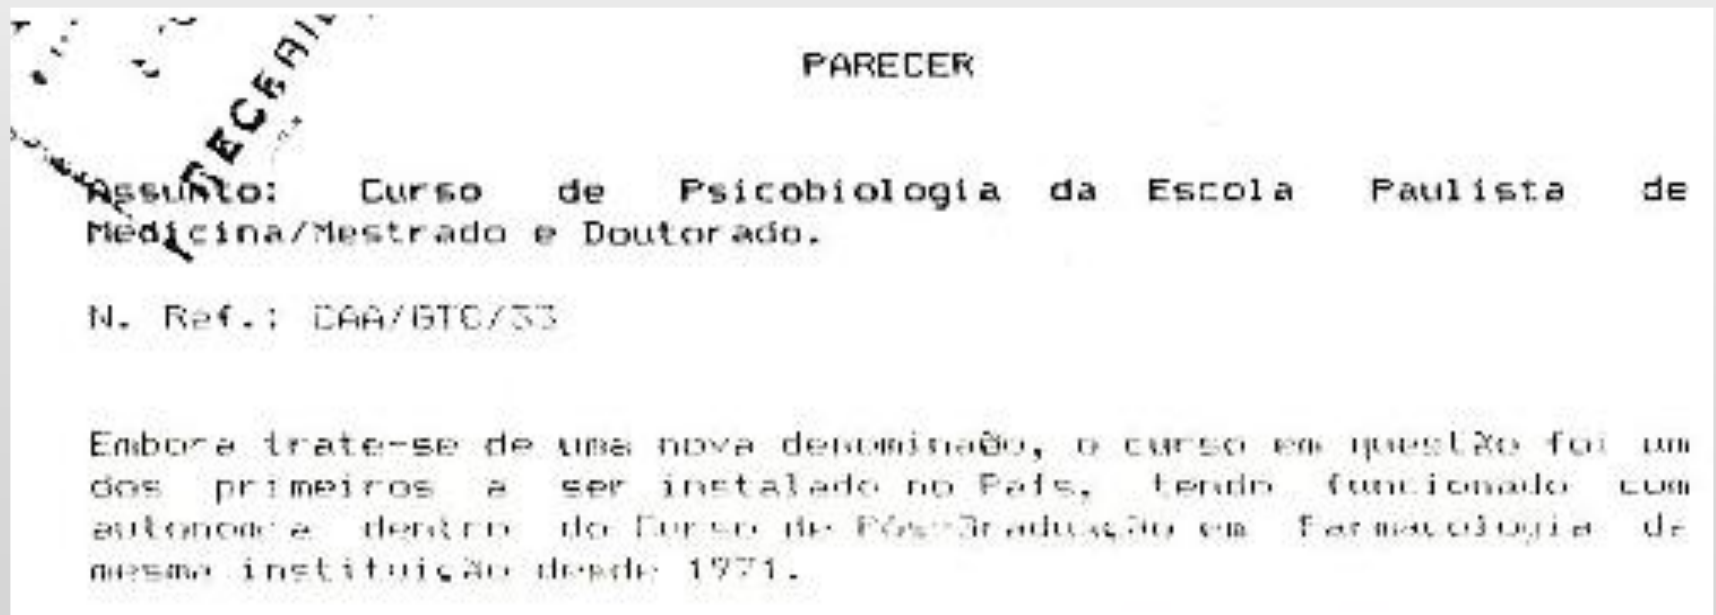 PARECER
Assunto: Curso de Psicobiologia da Escola Paulista de
Medicina/Mestrado e Doutorado.
N. Ref.: CAA/GTC/33
Embora trate-se de uma nova denominaão, o curso em questão foi um
dos primeiros a ser instalado no País, tendo funcionado com
autonomia dentro do Curso de Pós-Graduação em Farmacologia da
mesma instituição desde 1971.